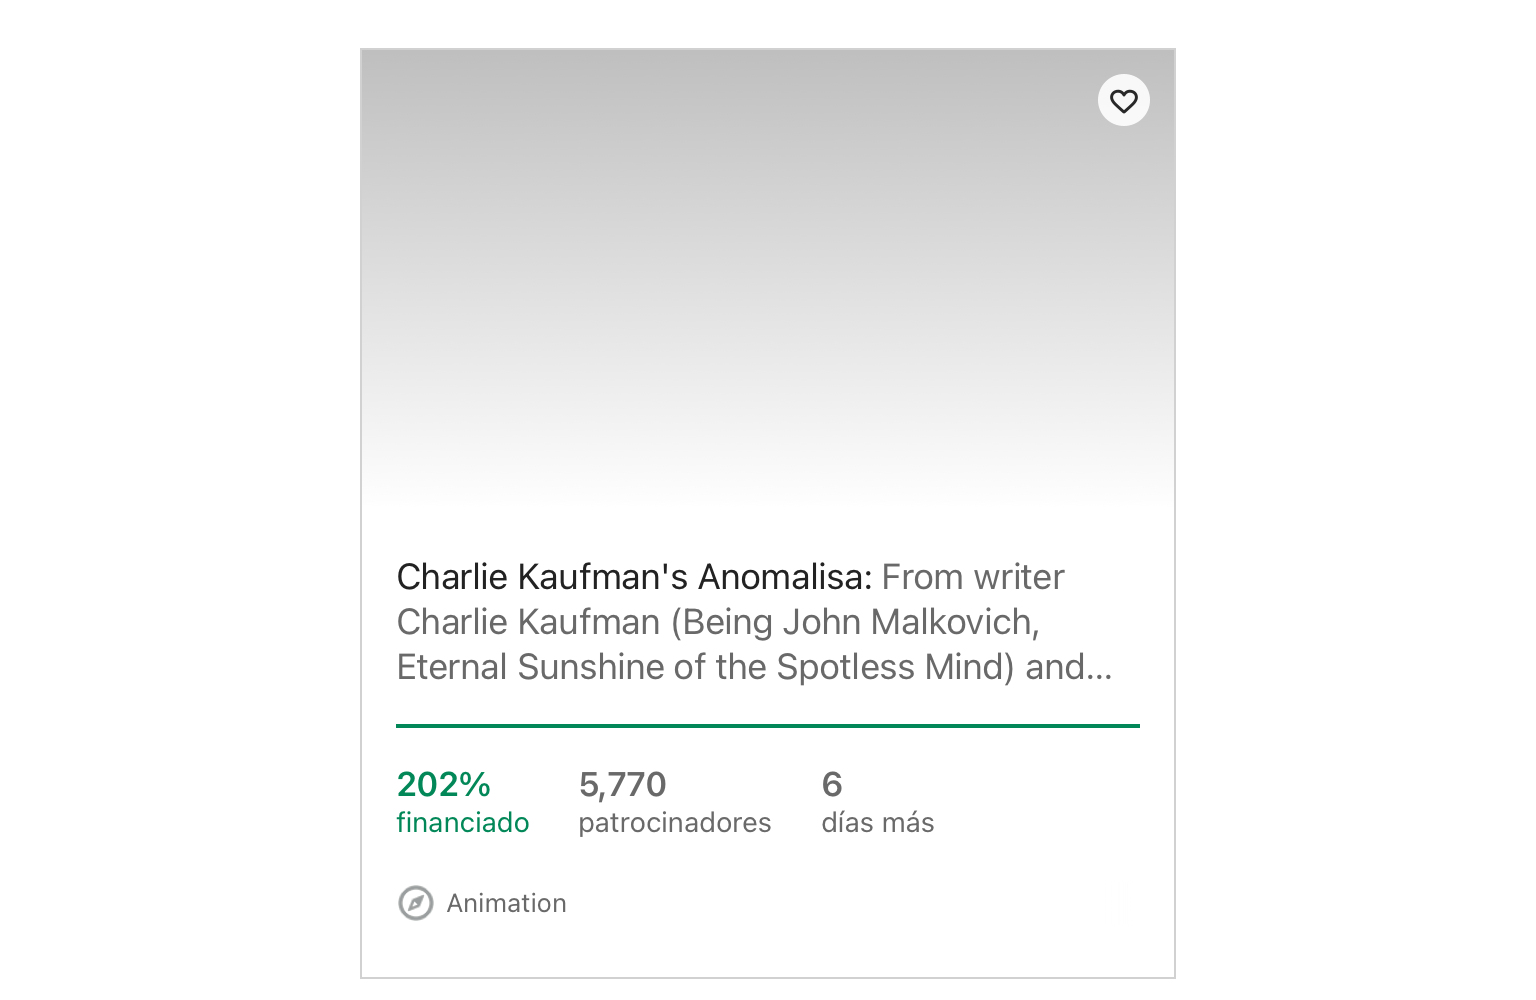 Charlie Kaufman's Anomalisa: From writer
Charlie Kaufman (Being John Malkovich,
Eternal Sunshine of the Spotless Mind) and...
202% 5,770 6
financiado patrocinadores días más
Animation